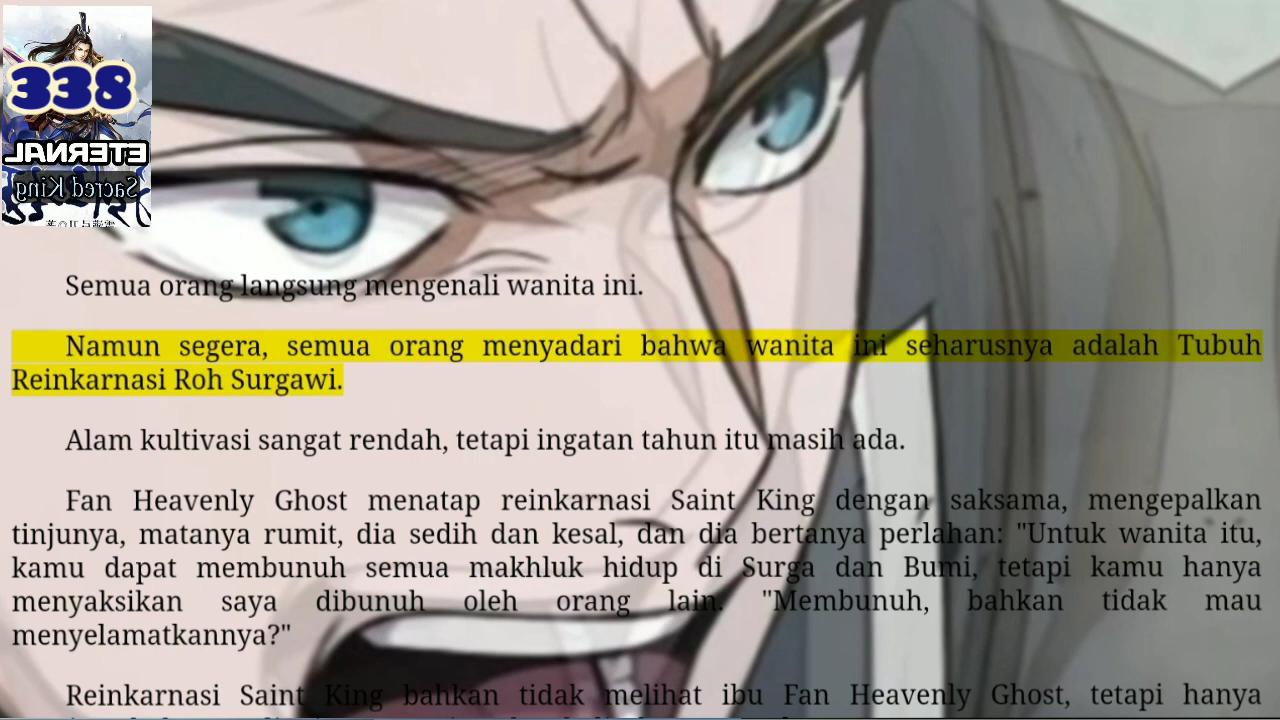 338
ETERNAL
Sacred King
Semua orang langsung mengenali wanita ini.
Namun segera, semua orang menyadari bahwa wanita ini seharusnya adalah Tubuh
Reinkarnasi Roh Surgawi.
Alam kultivasi sangat rendah, tetapi ingatan tahun itu masih ada.
Fan Heavenly Ghost menatap reinkarnasi Saint King dengan saksama, mengepalkan
tinjunya, matanya rumit, dia sedih dan kesal, dan dia bertanya perlahan: "Untuk wanita itu,
kamu dapat membunuh semua makhluk hidup di Surga dan Bumi, tetapi kamu hanya
menyaksikan saya dibunuh oleh orang lain. "Membunuh, bahkan tidak mau
menyelamatkannya?"
Reinkarnasi Saint King bahkan tidak melihat ibu Fan Heavenly Ghost, tetapi hanya